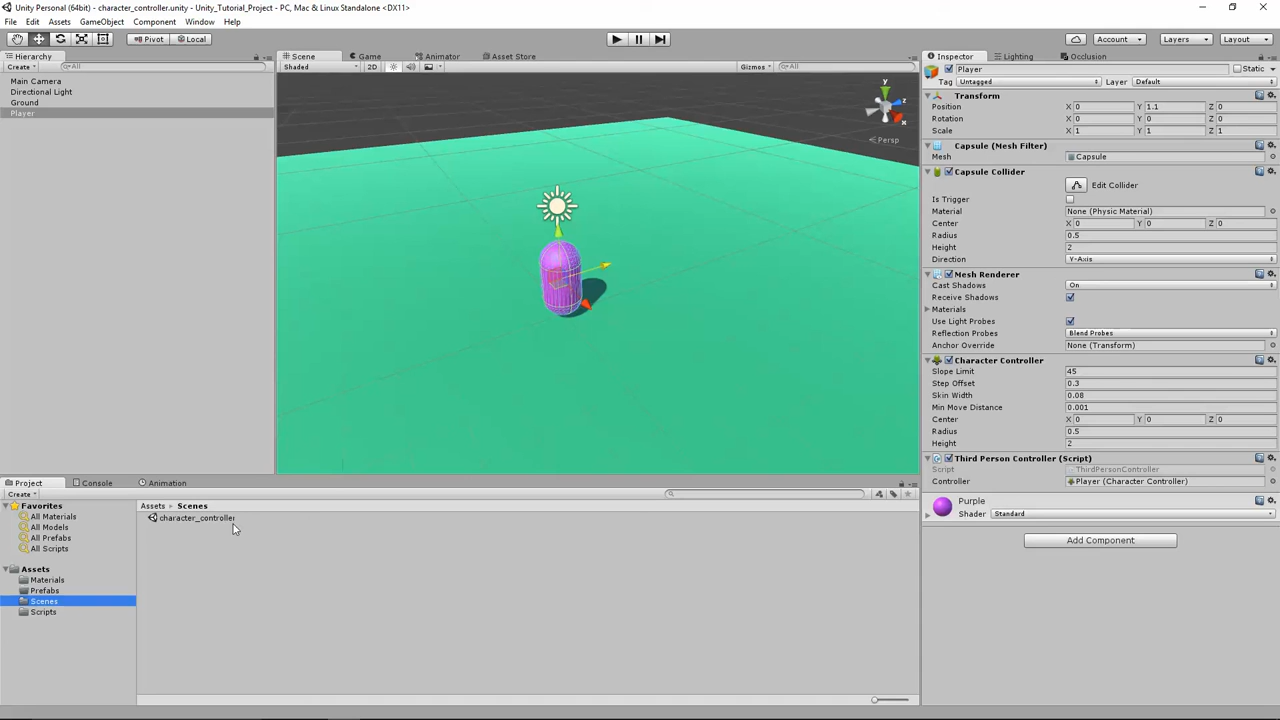 Unity Personal (64bit) - character_controller.unity - Unity_Tutorial_Project - PC, Mac & Linux Standalone <DX11>
File Edit Assets GameObject Component Window Help
Pivot Local Account Layers Layout
Hierarchy
Create All
Main Camera
Directional Light
Ground
Player
Scene Game Animator Asset Store
Shaded 2D Gizmos All
y
z
x
Persp
Inspector Lighting Occlusion
Player Static
Tag Untagged Layer Default
Transform
Position X 0 Y 1.1 Z 0
Rotation X 0 Y 0 Z 0
Scale X 1 Y 1 Z 1
Capsule (Mesh Filter)
Mesh Capsule
Capsule Collider
Edit Collider
Is Trigger
Material None (Physic Material)
Center X 0 Y 0 Z 0
Radius 0.5
Height 2
Direction Y-Axis
Mesh Renderer
Cast Shadows On
Receive Shadows
Materials
Use Light Probes
Reflection Probes Blend Probes
Anchor Override None (Transform)
Character Controller
Slope Limit 45
Step Offset 0.3
Skin Width 0.08
Min Move Distance 0.001
Center X 0 Y 0 Z 0
Radius 0.5
Height 2
Third Person Controller (Script)
Script ThirdPersonController
Controller Player (Character Controller)
Purple
Shader Standard
Add Component
Project Console Animation
Create
Favorites
All Materials
All Models
All Prefabs
All Scripts
Assets
Materials
Prefabs
Scenes
Scripts
Assets Scenes
character_controller